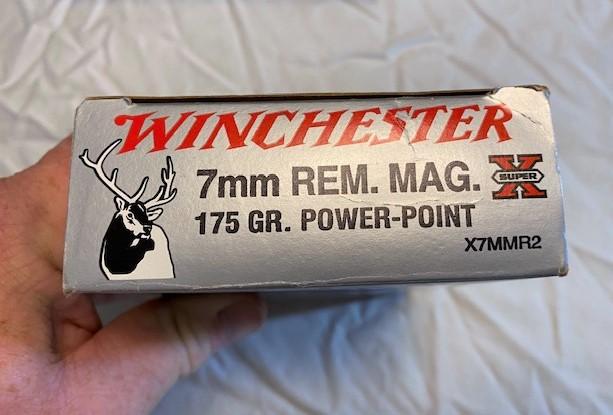 WINCHESTER
7mm REM. MAG.
SUPER X
175 GR. POWER-POINT
X7MMR2